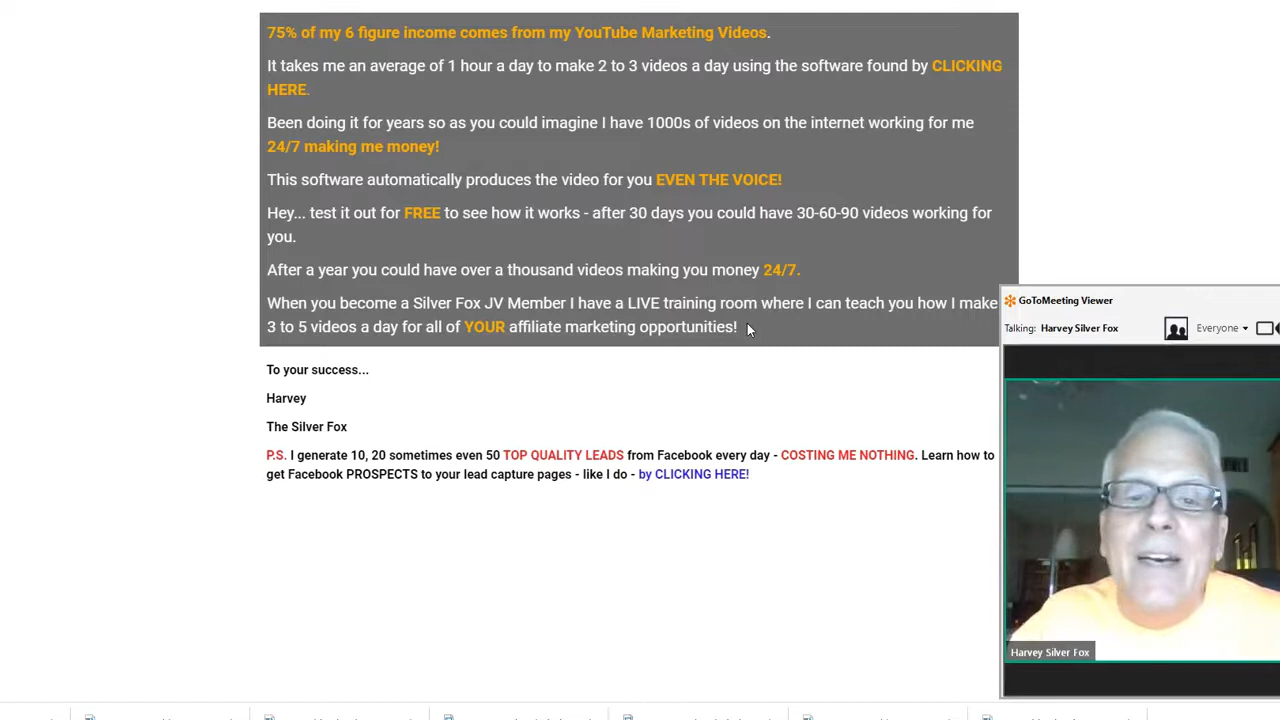 75% of my 6 figure income comes from my YouTube Marketing Videos.
It takes me an average of 1 hour a day to make 2 to 3 videos a day using the software found by CLICKING
HERE.
Been doing it for years so as you could imagine I have 1000s of videos on the internet working for me
24/7 making me money!
This software automatically produces the video for you EVEN THE VOICE!
Hey... test it out for FREE to see how it works - after 30 days you could have 30-60-90 videos working for
you.
After a year you could have over a thousand videos making you money 24/7.
When you become a Silver Fox JV Member I have a LIVE training room where I can teach you how I make
3 to 5 videos a day for all of YOUR affiliate marketing opportunities!
To your success...
Harvey
The Silver Fox
P.S. I generate 10, 20 sometimes even 50 TOP QUALITY LEADS from Facebook every day - COSTING ME NOTHING. Learn how to
get Facebook PROSPECTS to your lead capture pages - like I do - by CLICKING HERE!
GoToMeeting Viewer
Talking: Harvey Silver Fox
Everyone
Harvey Silver Fox